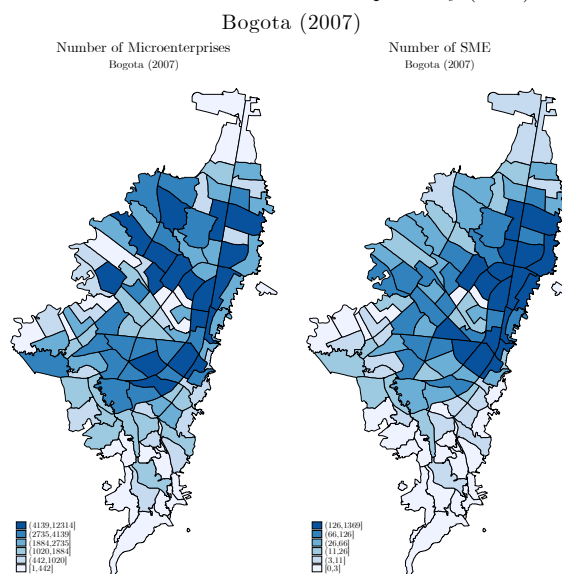 Bogota (2007)
Number of Microenterprises
Bogota (2007)
(4139,12314]
(2735,4139]
(1884,2735]
(1020,1884]
(442,1020]
[1,442]
Number of SME
Bogota (2007)
(126,1369]
(66,126]
(26,66]
(11,26]
(3,11]
[0,3]